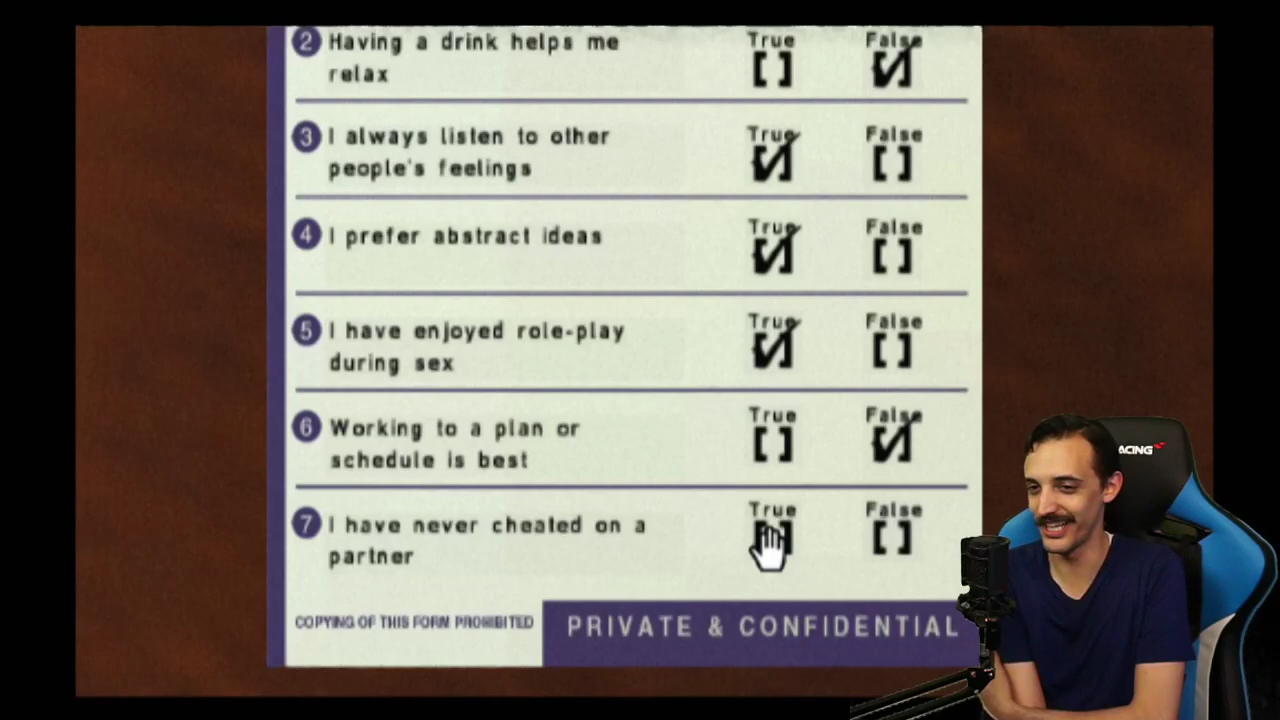 2 Having a drink helps me True False
relax [ ] [✓]
3 I always listen to other True False
people's feelings [✓] [ ]
4 I prefer abstract ideas True False
[✓] [ ]
5 I have enjoyed role-play True False
during sex [✓] [ ]
6 Working to a plan or True False
schedule is best [ ] [✓]
7 I have never cheated on a True False
partner [ ] [ ]
COPYING OF THIS FORM PROHIBITED PRIVATE & CONFIDENTIAL
ACING